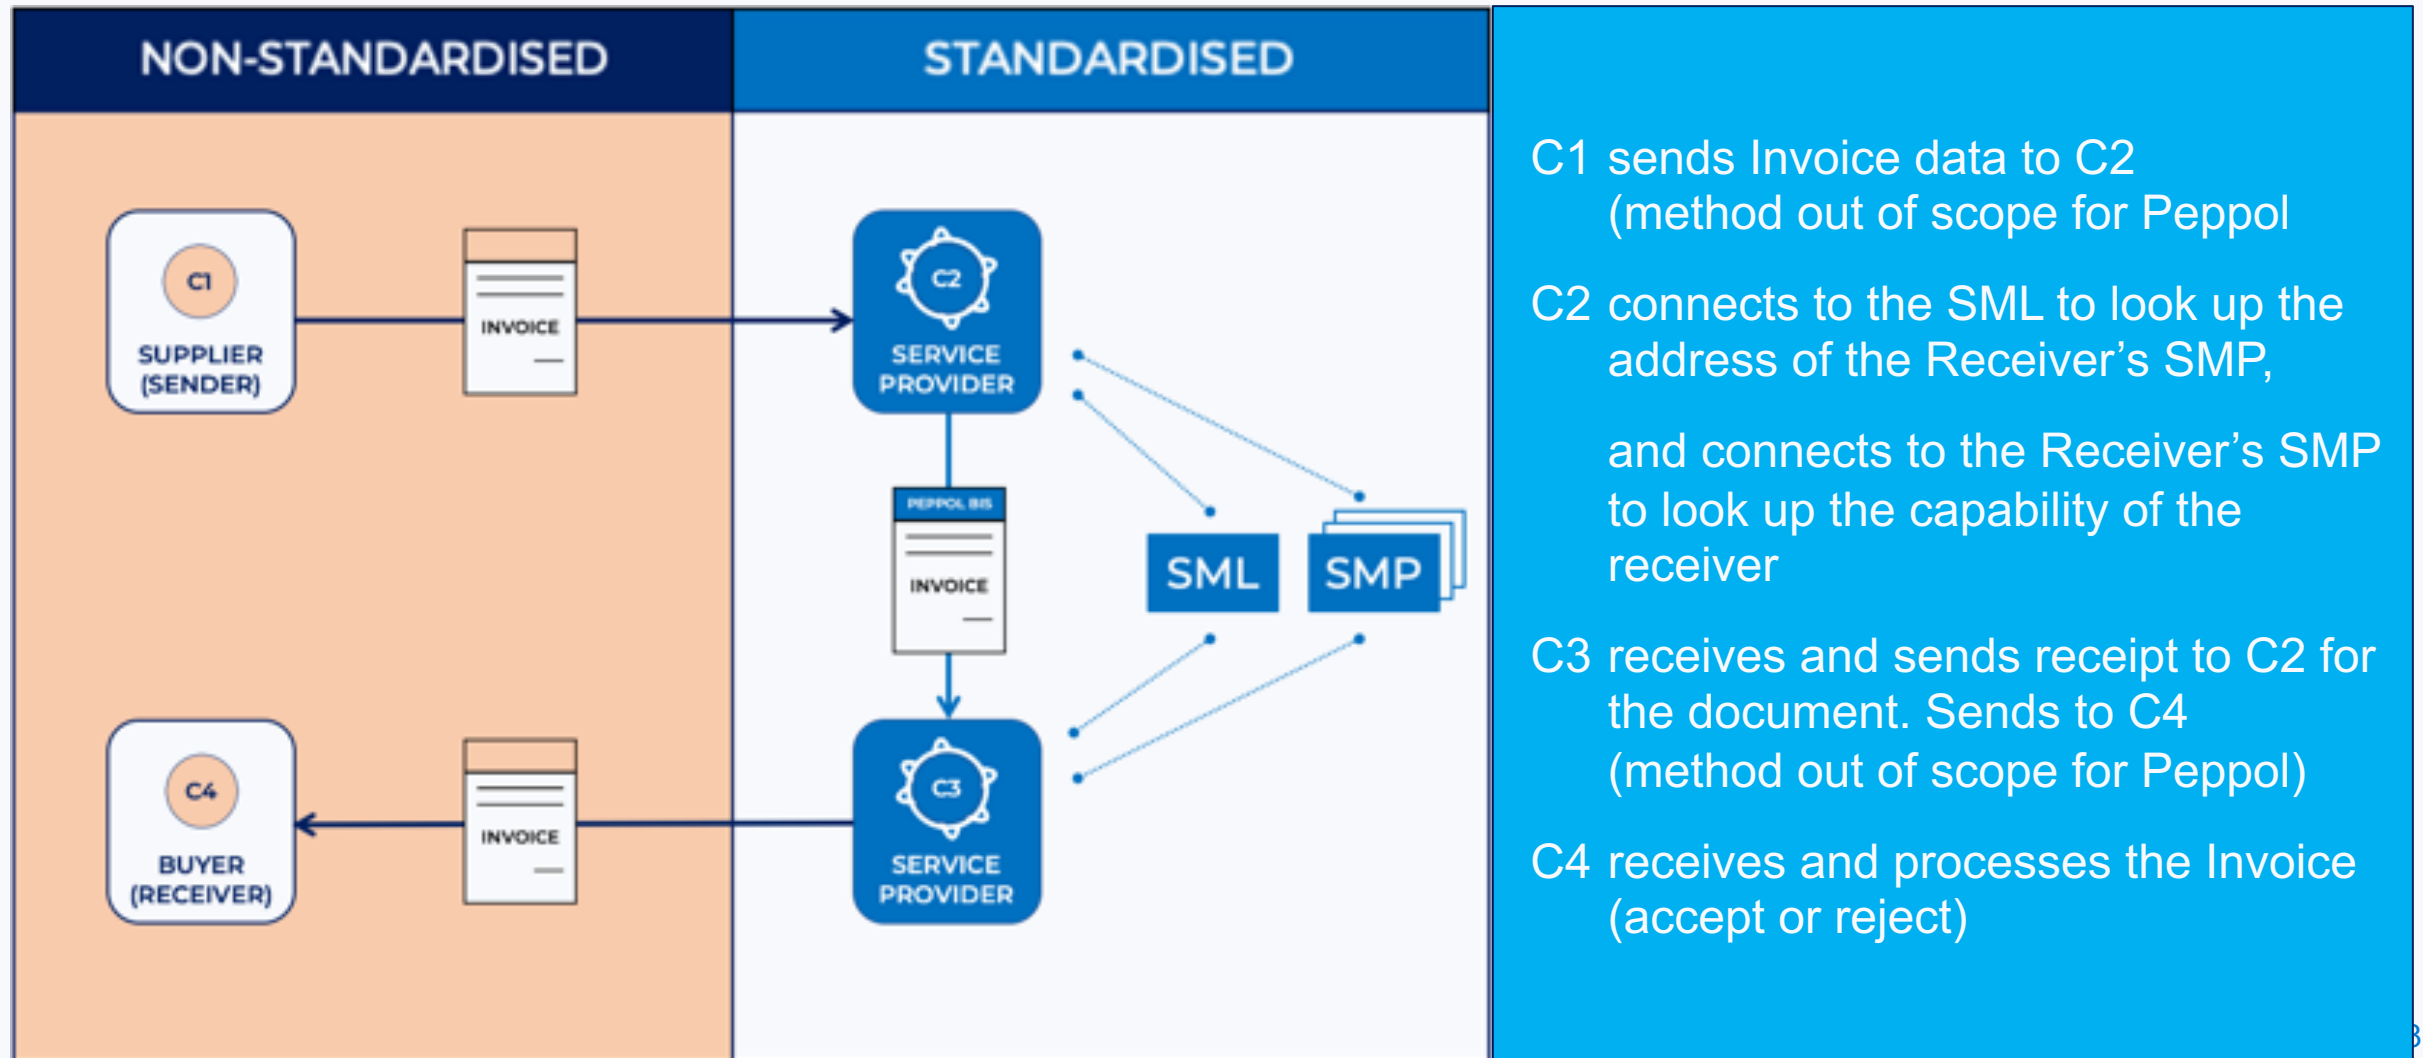 NON-STANDARDISED
STANDARDISED
C1
SUPPLIER
(SENDER)
INVOICE
C2
SERVICE
PROVIDER
PEPPOL BIS
INVOICE
SML
SMP
C4
BUYER
(RECEIVER)
INVOICE
C3
SERVICE
PROVIDER
C1 sends Invoice data to C2
(method out of scope for Peppol
C2 connects to the SML to look up the
address of the Receiver’s SMP,
and connects to the Receiver’s SMP
to look up the capability of the
receiver
C3 receives and sends receipt to C2 for
the document. Sends to C4
(method out of scope for Peppol)
C4 receives and processes the Invoice
(accept or reject)